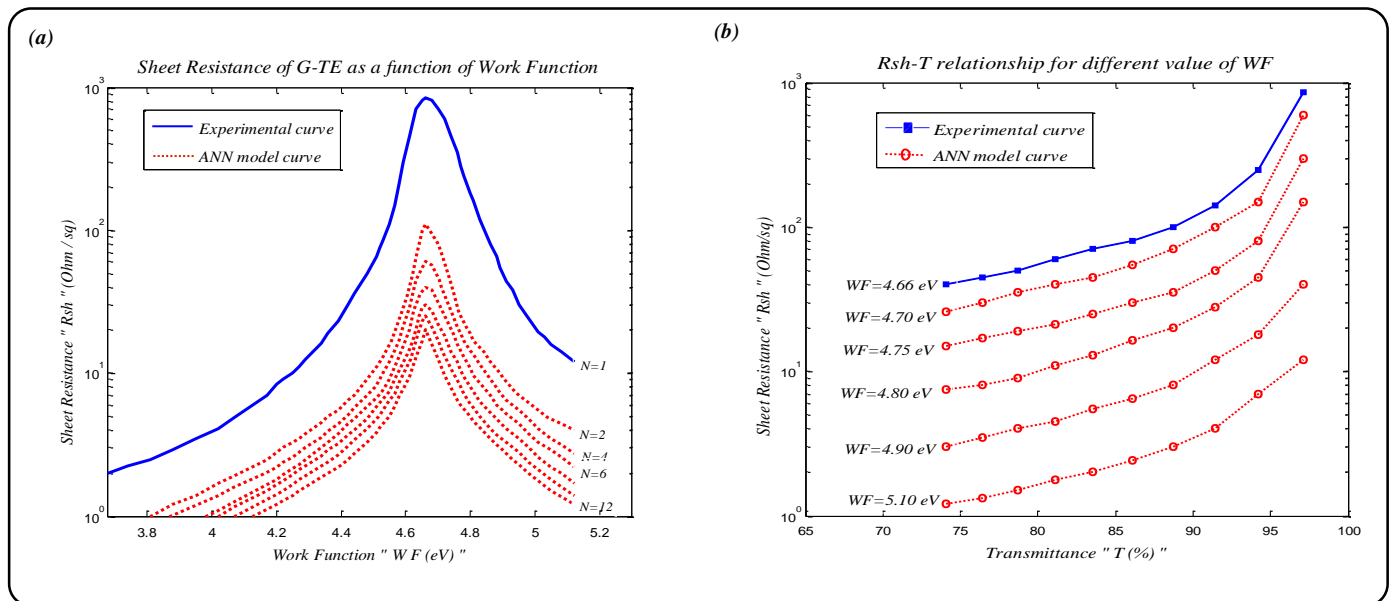 (a)
Sheet Resistance of G-TE as a function of Work Function
Experimental curve
ANN model curve
Sheet Resistance " Rsh " (Ohm / sq)
10^3
10^2
10^1
10^0
N=1
N=2
N=4
N=6
N=12
3.8 4 4.2 4.4 4.6 4.8 5 5.2
Work Function " W F (eV) "
(b)
Rsh-T relationship for different value of WF
Experimental curve
ANN model curve
Sheet Resistance " Rsh " (Ohm/sq)
10^3
10^2
10^1
10^0
WF=4.66 eV
WF=4.70 eV
WF=4.75 eV
WF=4.80 eV
WF=4.90 eV
WF=5.10 eV
65 70 75 80 85 90 95 100
Transmittance " T (%) "